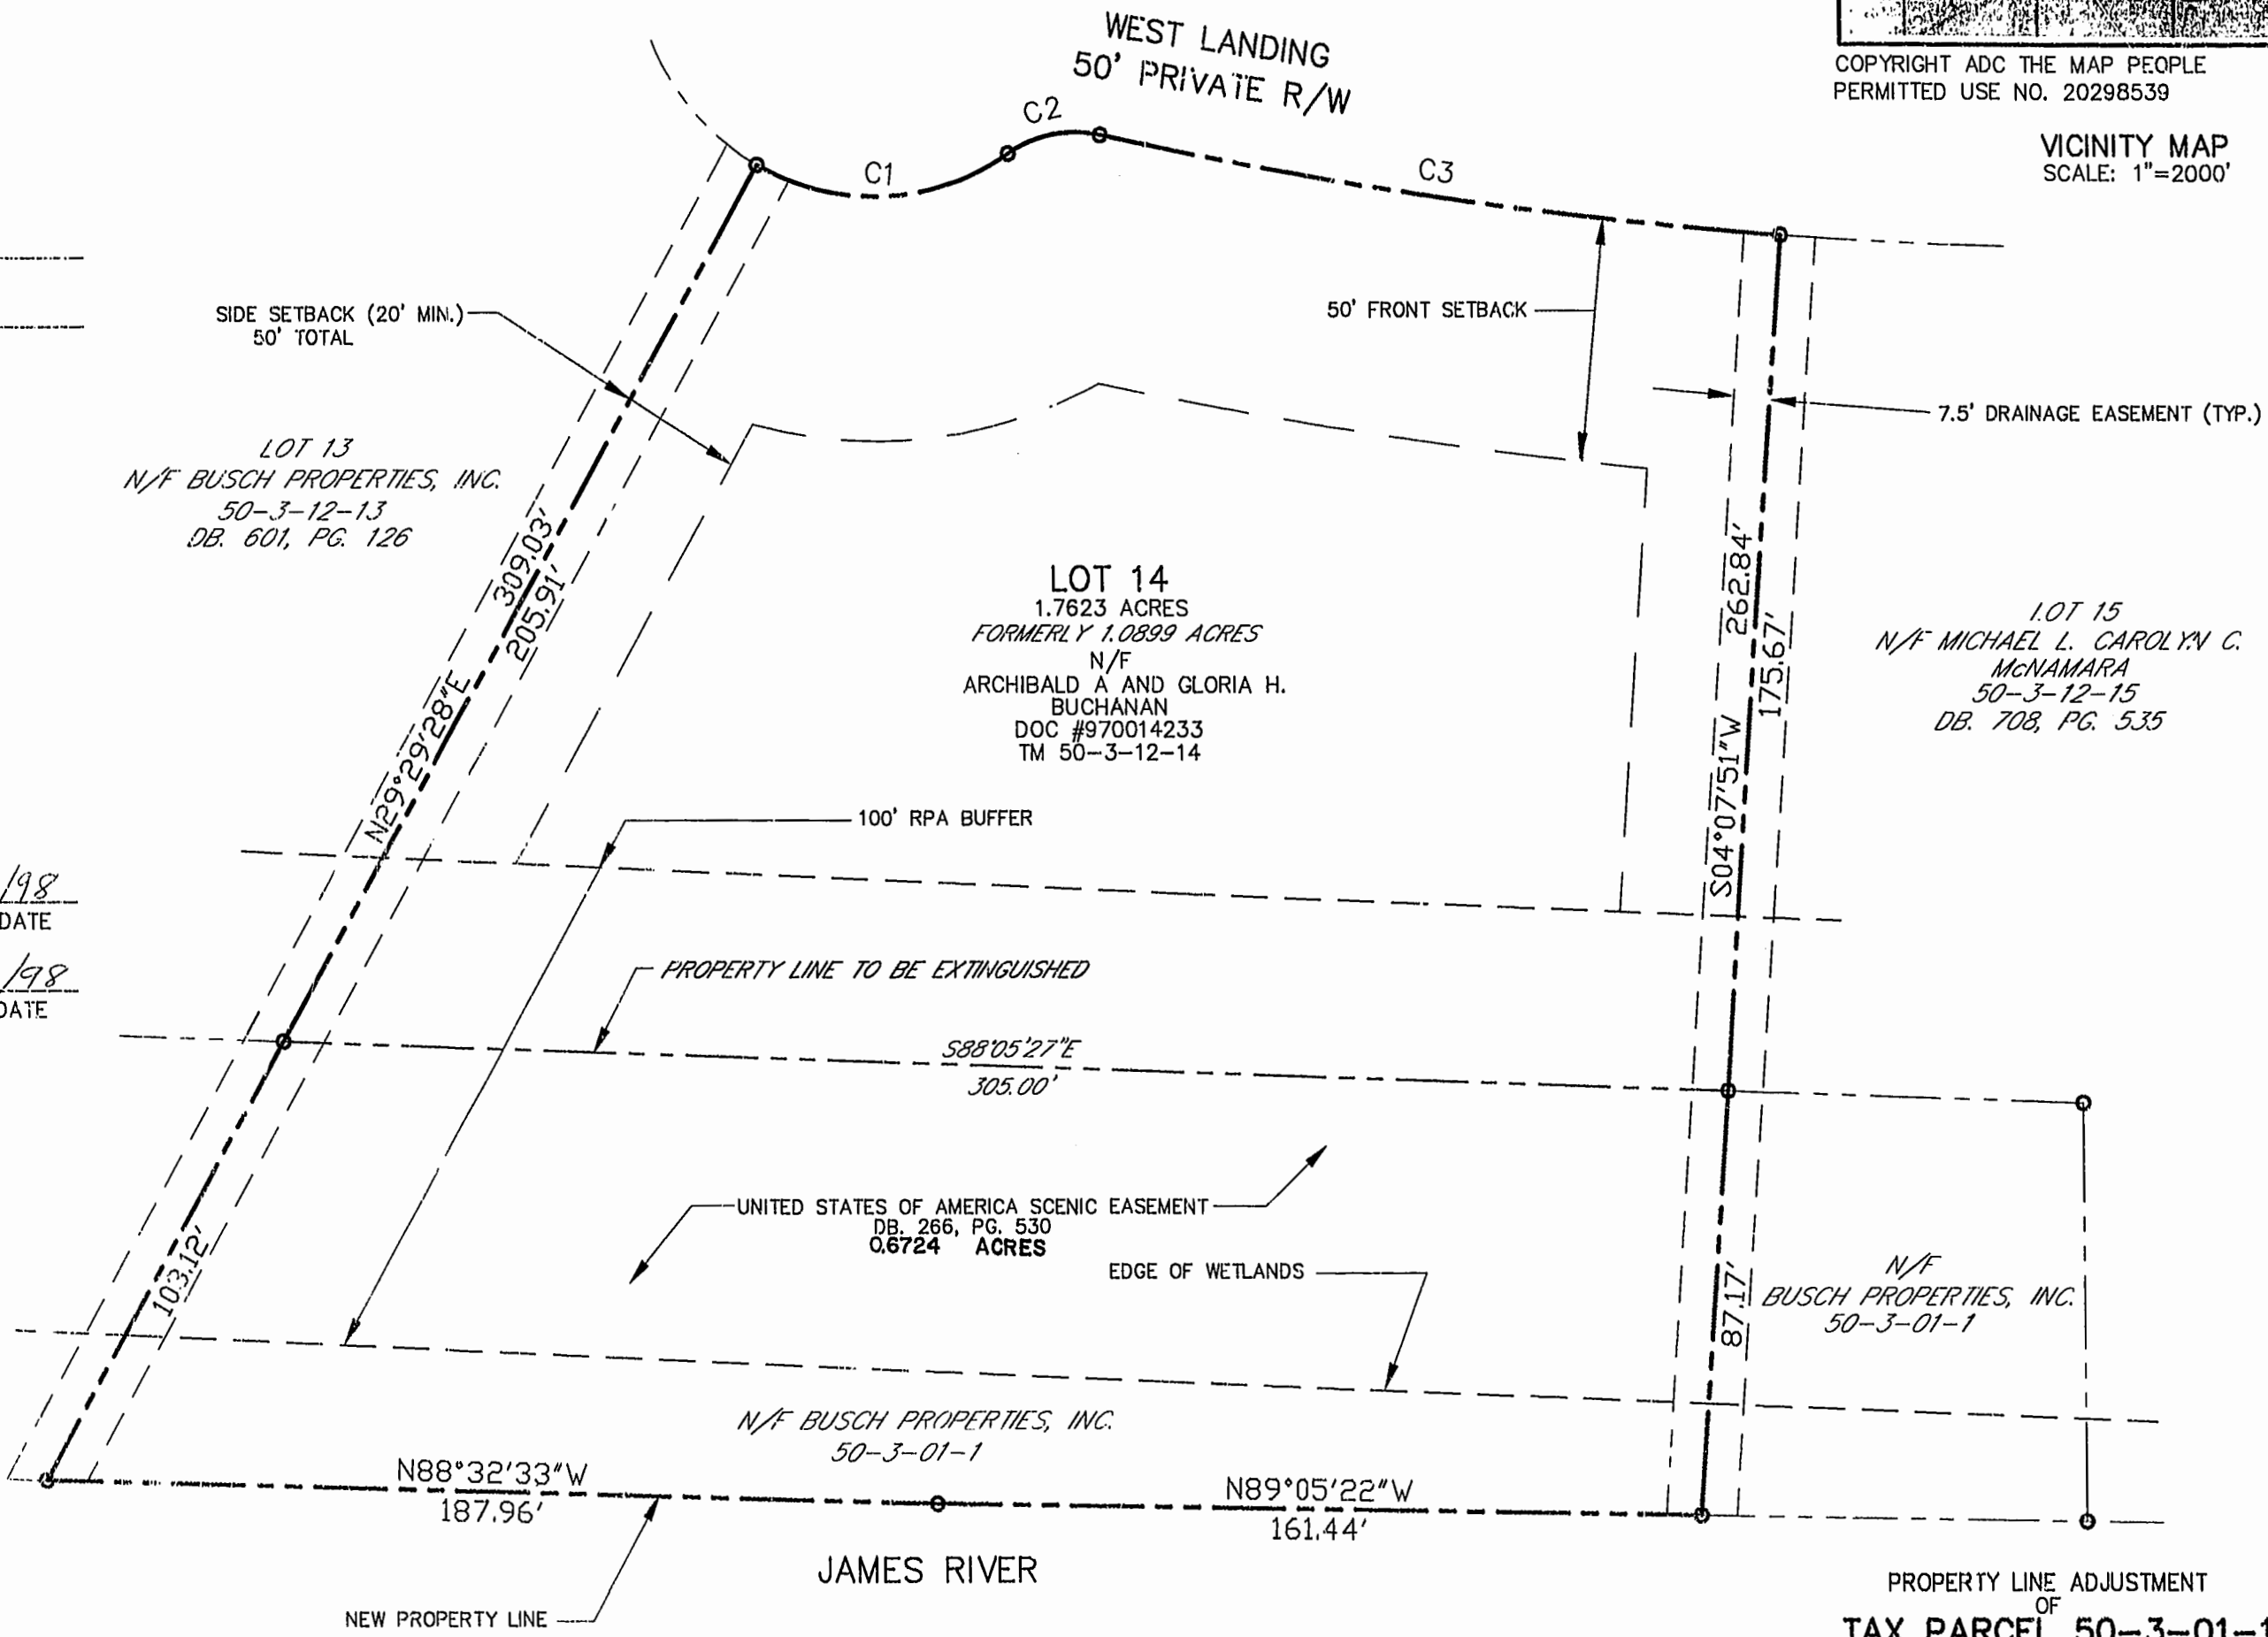 WEST LANDING
50' PRIVATE R/W
COPYRIGHT ADC THE MAP PEOPLE
PERMITTED USE NO. 20298539
VICINITY MAP
SCALE: 1"=2000'
C1
C2
C3
SIDE SETBACK (20' MIN.)
50' TOTAL
50' FRONT SETBACK
7.5' DRAINAGE EASEMENT (TYP.)
LOT 13
N/F BUSCH PROPERTIES, INC.
50-3-12-13
DB. 601, PG. 126
N29°29'28"E 309.03'
205.91'
LOT 14
1.7623 ACRES
FORMERLY 1.0899 ACRES
N/F
ARCHIBALD A AND GLORIA H.
BUCHANAN
DOC #970014233
TM 50-3-12-14
S04°07'51"W 262.84'
175.67'
LOT 15
N/F MICHAEL L. CAROLYN C.
McNAMARA
50-3-12-15
DB. 708, PG. 535
100' RPA BUFFER
/98
DATE
/98
DATE
PROPERTY LINE TO BE EXTINGUISHED
S88°05'27"E
305.00'
UNITED STATES OF AMERICA SCENIC EASEMENT
DB. 266, PG. 530
0.6724 ACRES
EDGE OF WETLANDS
103.12'
87.17'
N/F
BUSCH PROPERTIES, INC.
50-3-01-1
N/F BUSCH PROPERTIES, INC.
50-3-01-1
N88°32'33"W
187.96'
N89°05'22"W
161.44'
JAMES RIVER
NEW PROPERTY LINE
PROPERTY LINE ADJUSTMENT
OF
TAX PARCEL 50-3-01-1